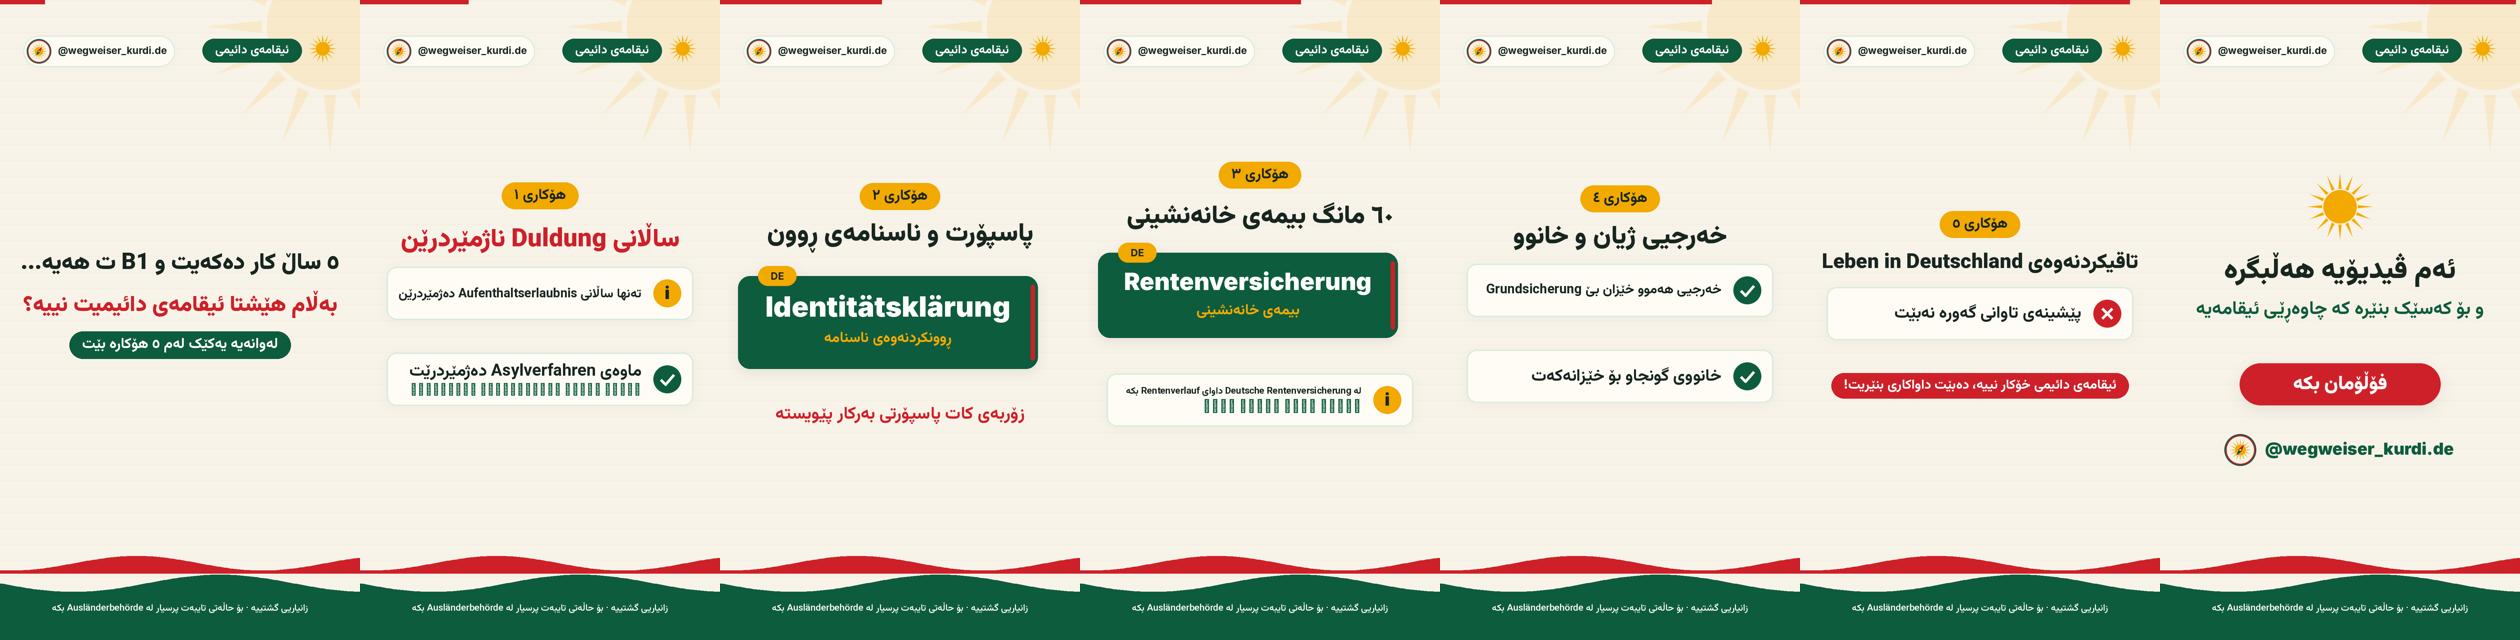 @wegweiser_kurdi.de
ئیقامەی دائیمی
٥ ساڵ کار دەکەیت و B1 ت هەیە...
بەڵام هێشتا ئیقامەی دائیمیت نییە؟
لەوانەیە یەکێک لەم ٥ هۆکارە بێت
زانیاریی گشتییە · بۆ حاڵەتی تایبەت پرسیار لە Ausländerbehörde بکە
@wegweiser_kurdi.de
ئیقامەی دائیمی
هۆکاری ١
ساڵانی Duldung ناژمێردرێن
تەنها ساڵانی Aufenthaltserlaubnis دەژمێردرێن
ماوەی Asylverfahren دەژمێردرێت
زانیاریی گشتییە · بۆ حاڵەتی تایبەت پرسیار لە Ausländerbehörde بکە
@wegweiser_kurdi.de
ئیقامەی دائیمی
هۆکاری ٢
پاسپۆرت و ناسنامەی ڕوون
DE
Identitätsklärung
ڕوونکردنەوەی ناسنامە
زۆربەی کات پاسپۆرتی بەرکار پێویستە
زانیاریی گشتییە · بۆ حاڵەتی تایبەت پرسیار لە Ausländerbehörde بکە
@wegweiser_kurdi.de
ئیقامەی دائیمی
هۆکاری ٣
٦٠ مانگ بیمەی خانەنشینی
DE
Rentenversicherung
بیمەی خانەنشینی
لە Deutsche Rentenversicherung داوای Rentenverlauf بکە
زانیاریی گشتییە · بۆ حاڵەتی تایبەت پرسیار لە Ausländerbehörde بکە
@wegweiser_kurdi.de
ئیقامەی دائیمی
هۆکاری ٤
خەرجیی ژیان و خانوو
خەرجیی هەموو خێزان بێ Grundsicherung
خانووی گونجاو بۆ خێزانەکەت
زانیاریی گشتییە · بۆ حاڵەتی تایبەت پرسیار لە Ausländerbehörde بکە
@wegweiser_kurdi.de
ئیقامەی دائیمی
هۆکاری ٥
تاقیکردنەوەی Leben in Deutschland
پێشینەی تاوانی گەورە نەبێت
ئیقامەی دائیمی خۆکار نییە، دەبێت داواکاری بنێریت!
زانیاریی گشتییە · بۆ حاڵەتی تایبەت پرسیار لە Ausländerbehörde بکە
@wegweiser_kurdi.de
ئیقامەی دائیمی
ئەم ڤیدیۆیە هەڵبگرە
و بۆ کەسێک بنێرە کە چاوەڕێی ئیقامەیە
فۆڵۆمان بکە
@wegweiser_kurdi.de
زانیاریی گشتییە · بۆ حاڵەتی تایبەت پرسیار لە Ausländerbehörde بکە